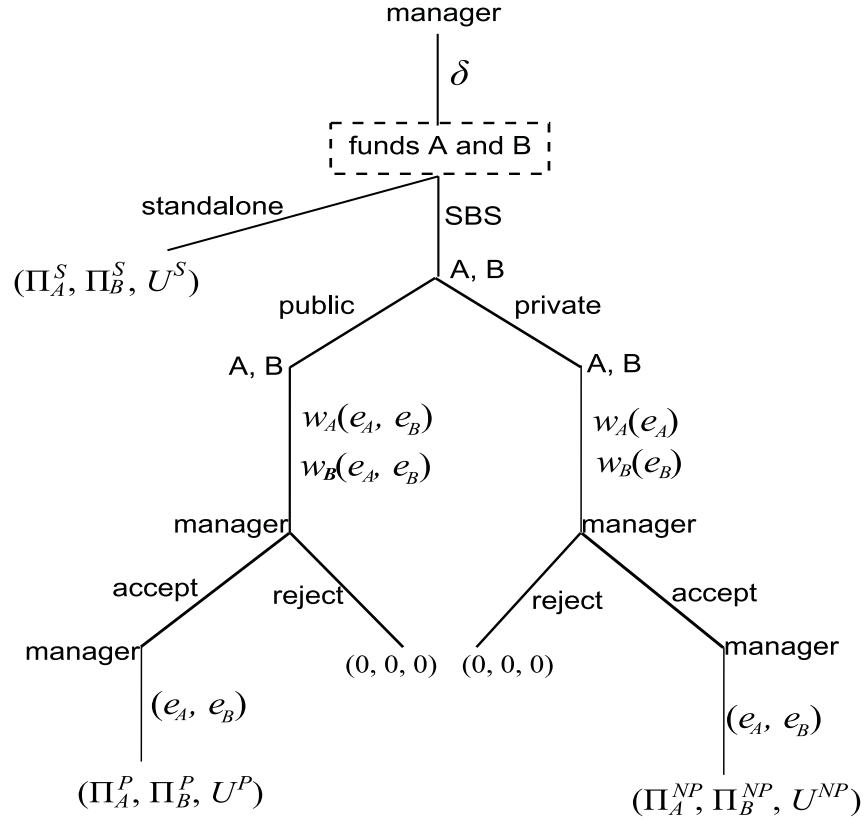 manager
δ
funds A and B
standalone
SBS
(Π_A^S, Π_B^S, U^S)
A, B
public
private
A, B
A, B
w_A(e_A, e_B)
w_A(e_A)
w_B(e_A, e_B)
w_B(e_B)
manager
manager
accept
reject
reject
accept
manager
(0, 0, 0)
(0, 0, 0)
manager
(e_A, e_B)
(e_A, e_B)
(Π_A^P, Π_B^P, U^P)
(Π_A^{NP}, Π_B^{NP}, U^{NP})